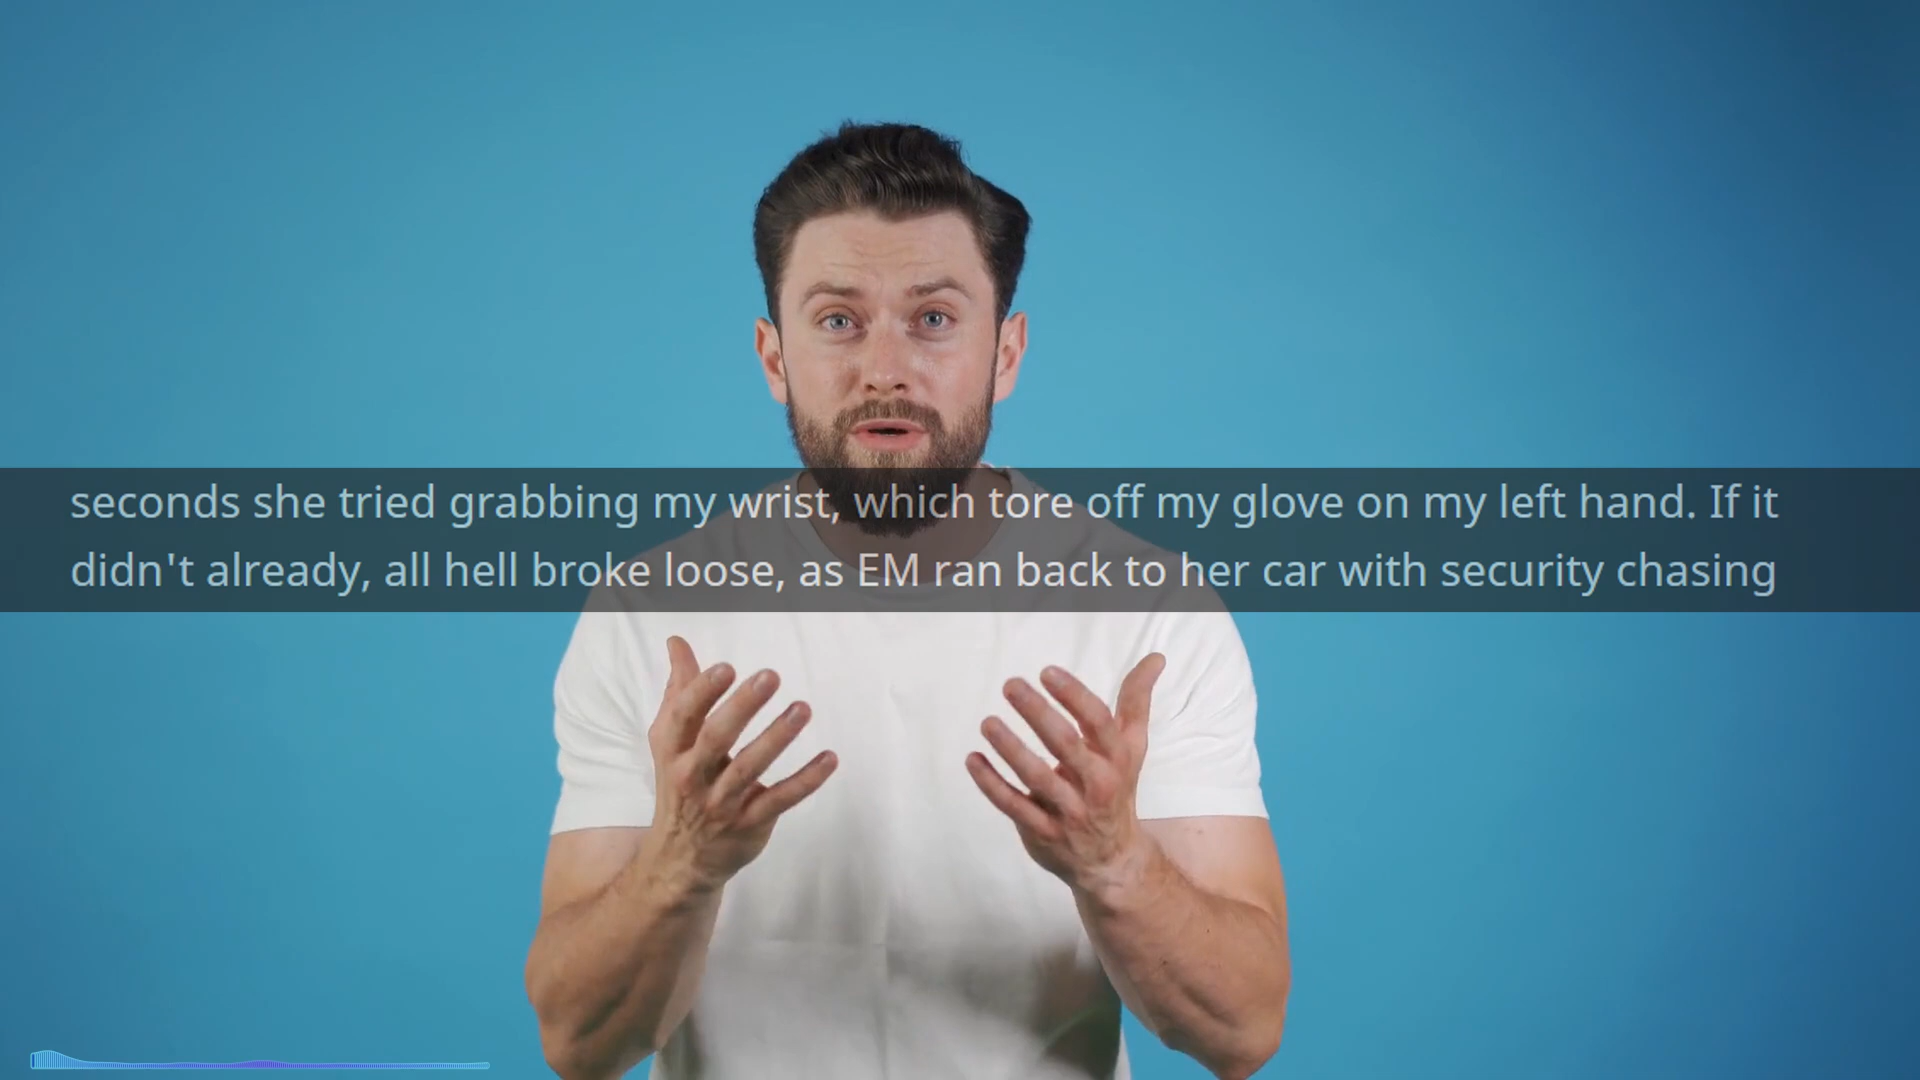 seconds she tried grabbing my wrist, which tore off my glove on my left hand. If it
didn't already, all hell broke loose, as EM ran back to her car with security chasing